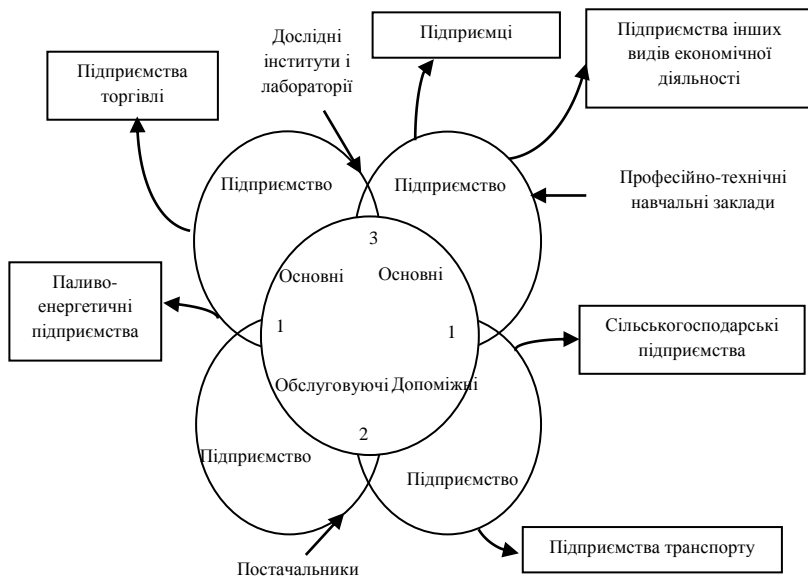 Дослідні
інститути і
лабораторії
Підприємці
Підприємства інших
видів економічної
діяльності
Підприємства
торгівлі
Підприємство
Підприємство
Професійно-технічні
навчальні заклади
3
Основні
Основні
Паливо-
енергетичні
підприємства
1
1
Сільськогосподарські
підприємства
Обслуговуючі
Допоміжні
2
Підприємство
Підприємство
Підприємства транспорту
Постачальники